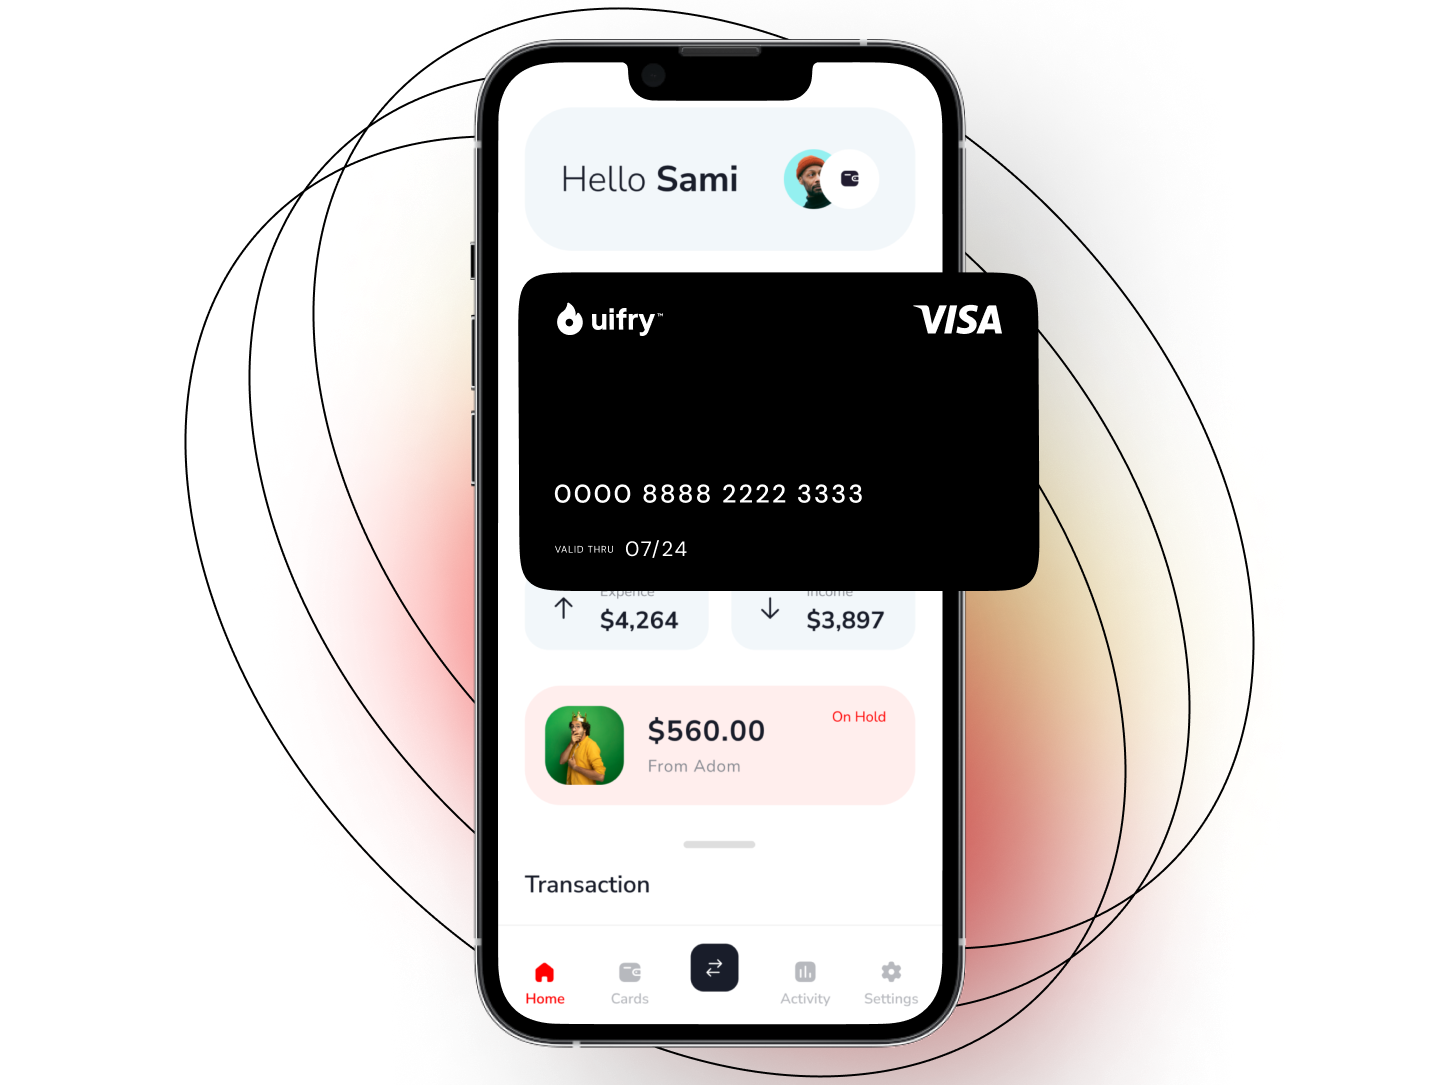 Hello Sami
uifry™
VISA
0000 8888 2222 3333
VALID THRU 07/24
Expence
Income
$4,264
$3,897
$560.00
On Hold
From Adom
Transaction
Home
Cards
Activity
Settings